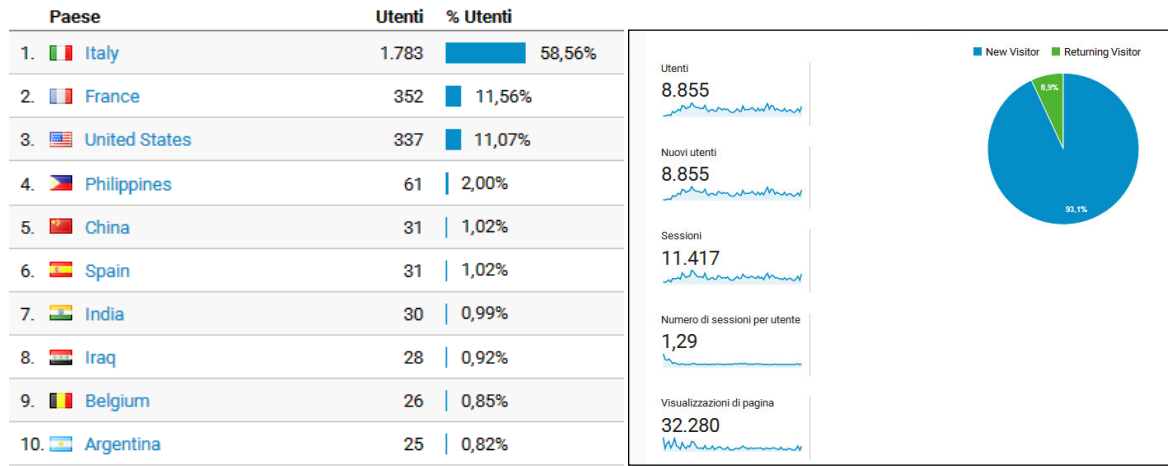 Paese Utenti % Utenti
1. Italy 1.783 58,56%
2. France 352 11,56%
3. United States 337 11,07%
4. Philippines 61 2,00%
5. China 31 1,02%
6. Spain 31 1,02%
7. India 30 0,99%
8. Iraq 28 0,92%
9. Belgium 26 0,85%
10. Argentina 25 0,82%
Utenti
8.855
Nuovi utenti
8.855
Sessioni
11.417
Numero di sessioni per utente
1,29
Visualizzazioni di pagina
32.280
New Visitor Returning Visitor
6,9%
93,1%